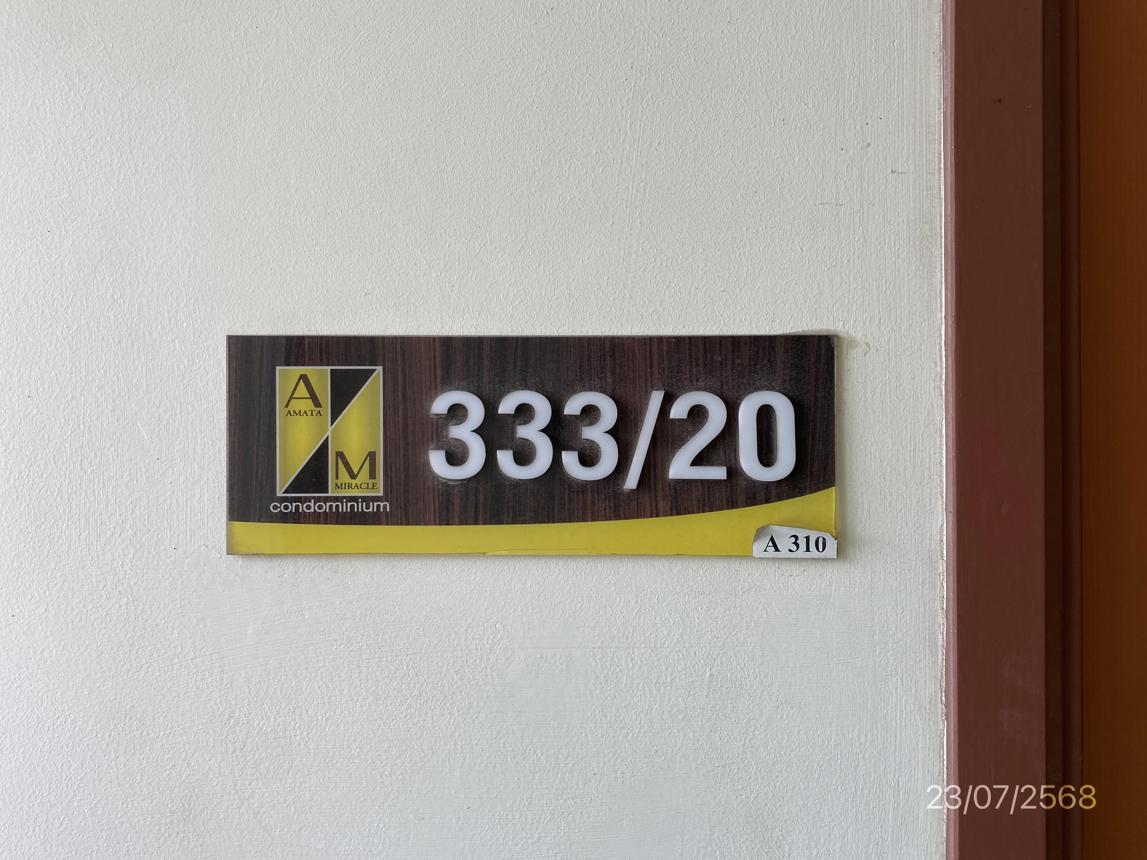 A
AMATA
M
MIRACLE
condominium
333/20
A 310
23/07/2568